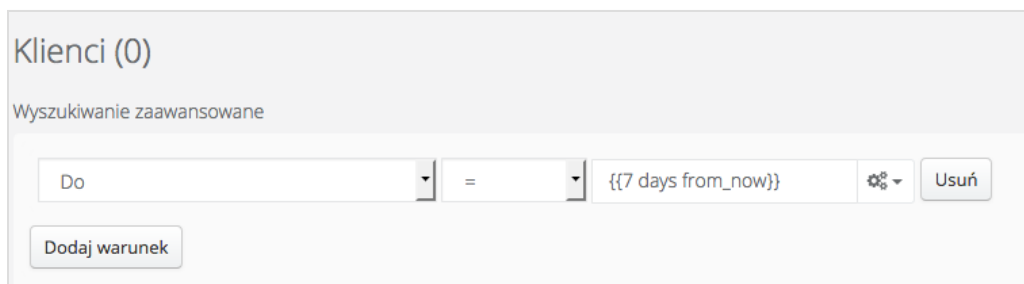 Klienci (0)
Wyszukiwanie zaawansowane
Do = {{7 days from_now}} Usuń
Dodaj warunek